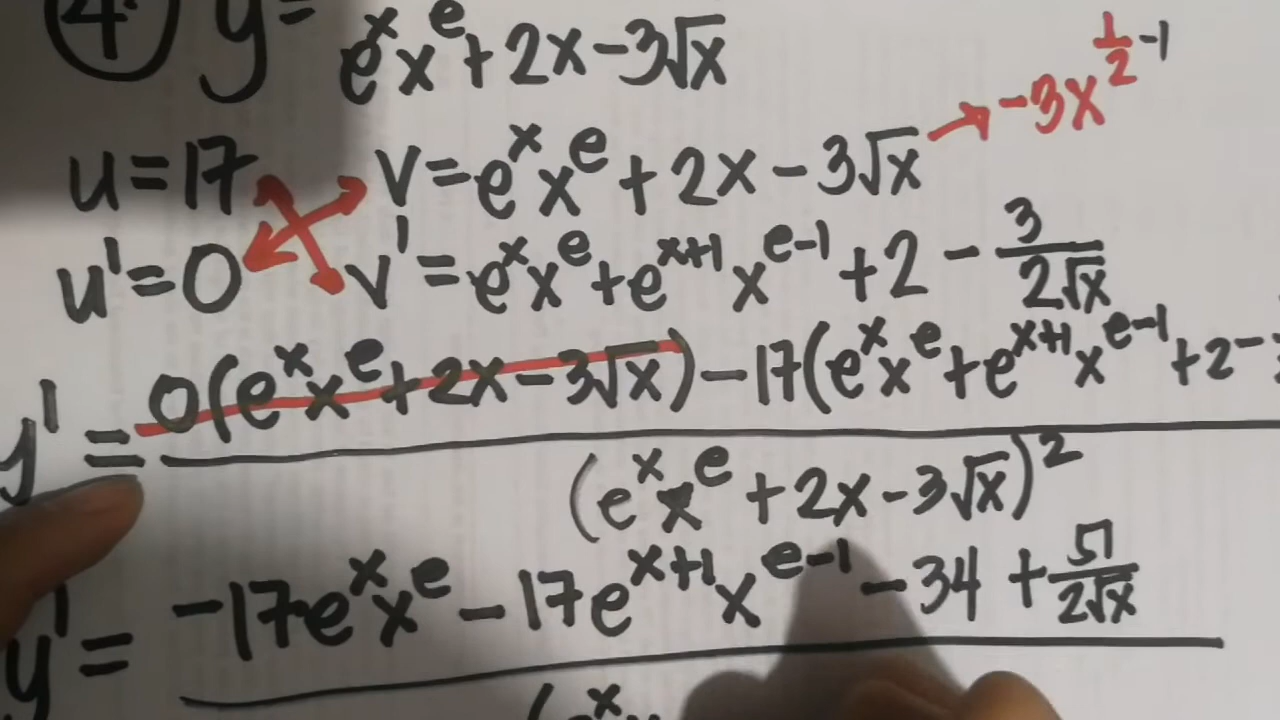 ④ y = e^x x^e + 2x - 3√x
-3x^(1/2 - 1)
u = 17 v = e^x x^e + 2x - 3√x
u' = 0 v' = e^x x^e + e^(x+1) x^(e-1) + 2 - 3/(2√x)
y' = 0(e^x x^e + 2x - 3√x) - 17(e^x x^e + e^(x+1) x^(e-1) + 2 -
(e^x x^e + 2x - 3√x)^2
y' = -17e^x x^e - 17e^(x+1) x^(e-1) - 34 + 51/(2√x)
(e^x